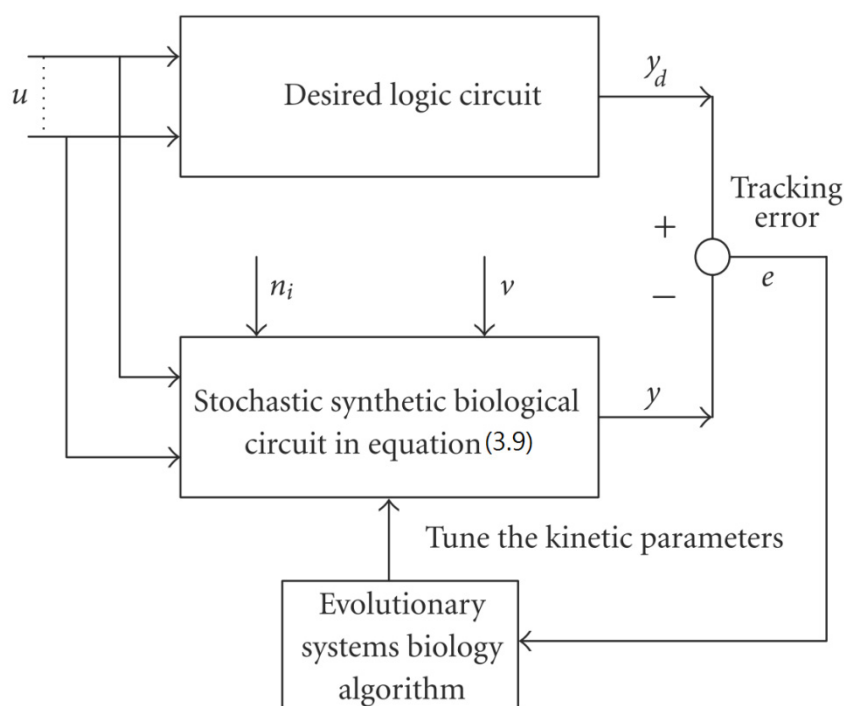 u
Desired logic circuit
y_d
Tracking
error
+
−
e
n_i
v
Stochastic synthetic biological
circuit in equation(3.9)
y
Tune the kinetic parameters
Evolutionary
systems biology
algorithm